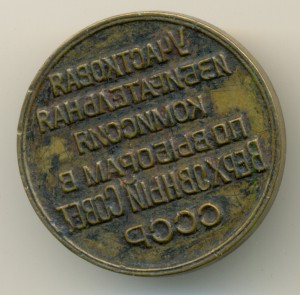 УЧАСТКОВАЯ
ИЗБИРАТЕЛЬНАЯ
КОМИССИЯ
ПО ВЫБОРАМ В
ВЕРХОВНЫЙ СОВЕТ
СССР